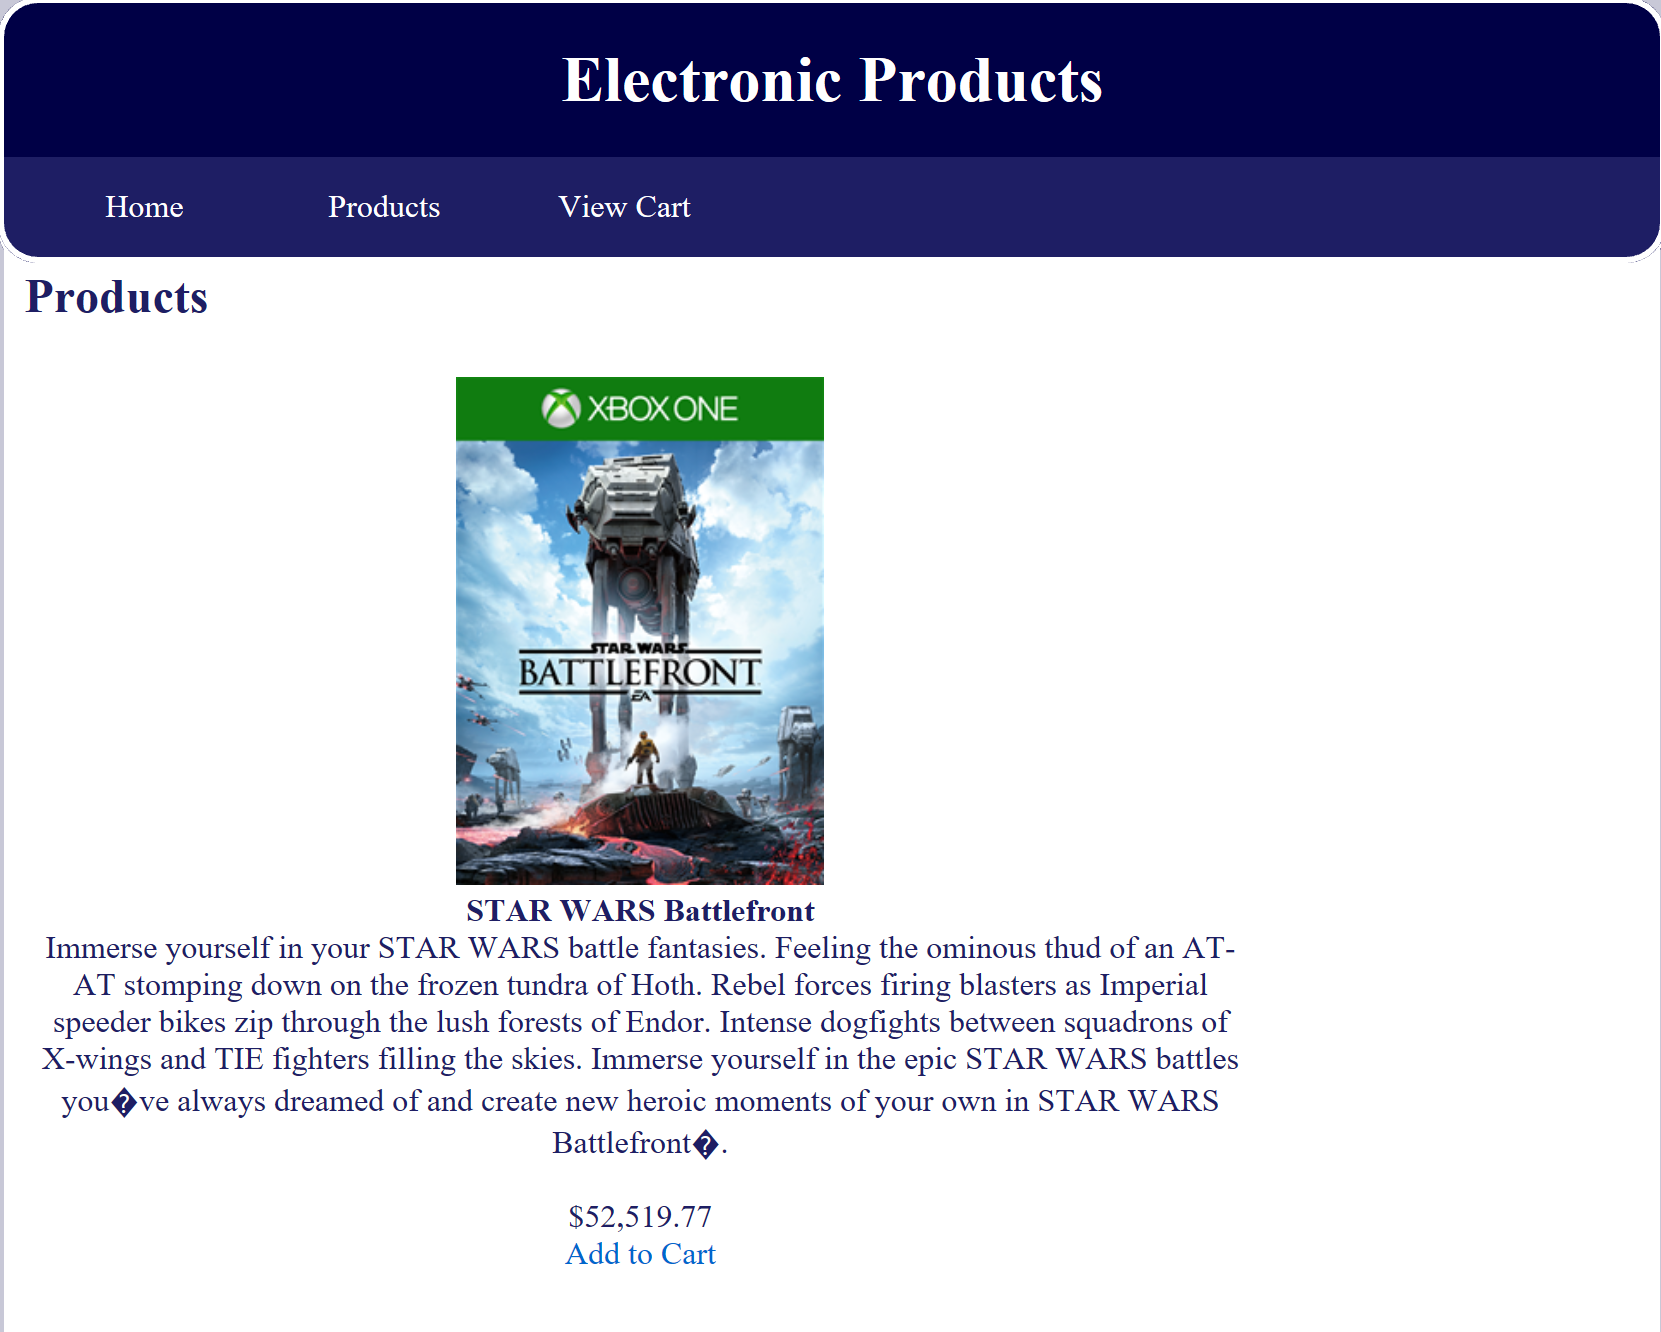 Electronic Products
Home Products View Cart
Products
XBOX ONE
STAR WARS
BATTLEFRONT
EA
STAR WARS Battlefront
Immerse yourself in your STAR WARS battle fantasies. Feeling the ominous thud of an AT-
AT stomping down on the frozen tundra of Hoth. Rebel forces firing blasters as Imperial
speeder bikes zip through the lush forests of Endor. Intense dogfights between squadrons of
X-wings and TIE fighters filling the skies. Immerse yourself in the epic STAR WARS battles
you�ve always dreamed of and create new heroic moments of your own in STAR WARS
Battlefront�.
$52,519.77
Add to Cart